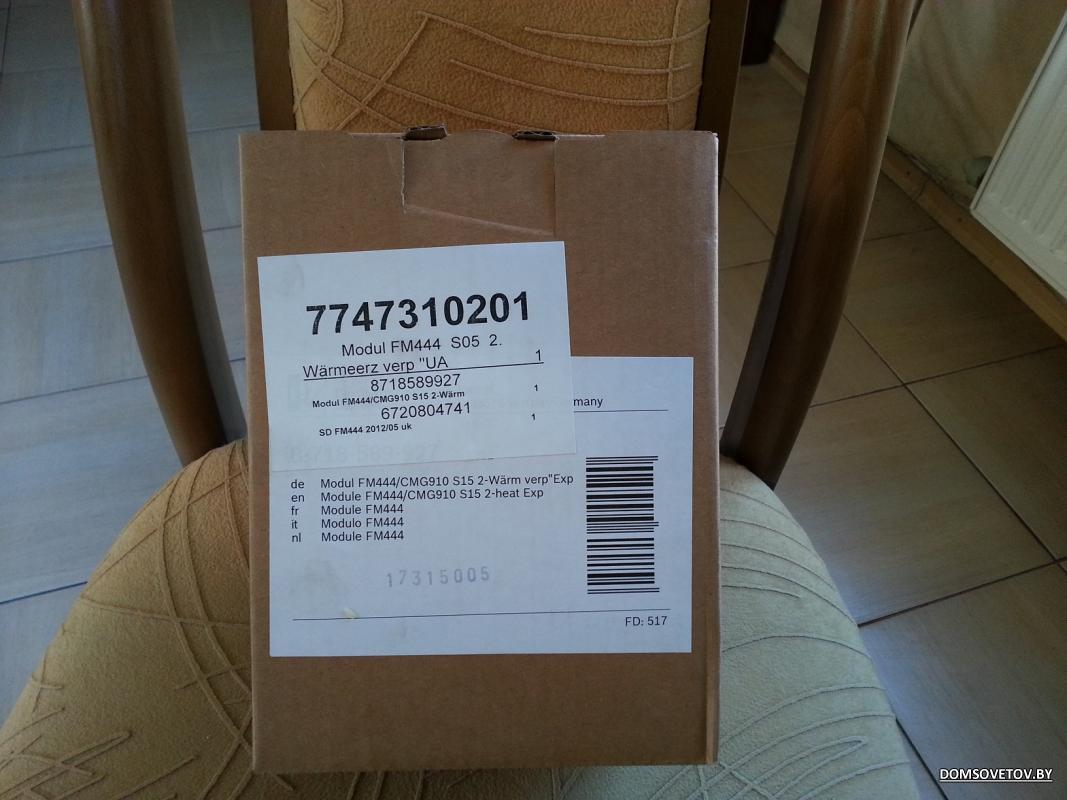 7747310201
Modul FM444 S05 2.
Wärmeerz verp "UA 1
8718589927 1
Modul FM444/CMG910 S15 2-Wärm
6720804741 1
SD FM444 2012/05 uk
many
de Modul FM444/CMG910 S15 2-Wärm verp"Exp
en Module FM444/CMG910 S15 2-heat Exp
fr Module FM444
it Modulo FM444
nl Module FM444
17315005
FD: 517
DOMSOVETOV.BY